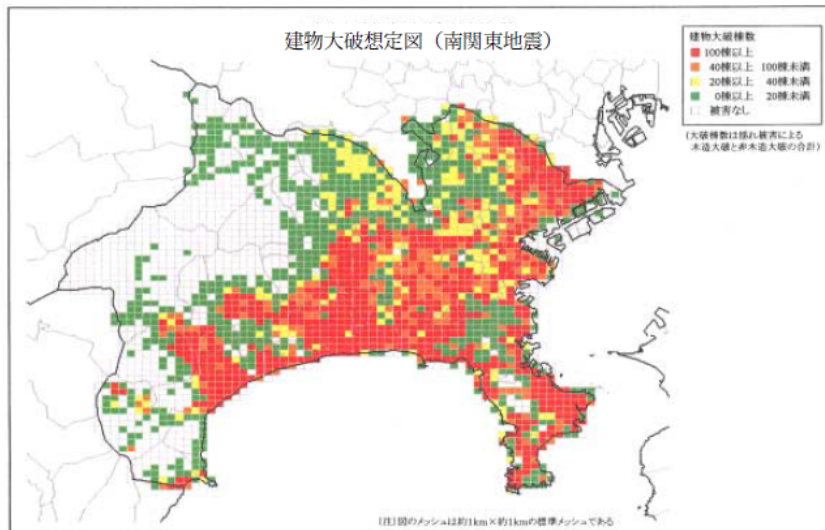 建物大破想定図（南関東地震）
建物大破棟数
100棟以上
40棟以上 100棟未満
20棟以上 40棟未満
0棟以上 20棟未満
被害なし
(大破棟数は揺れ被害による
木造大破と非木造大破の合計)
(注)図のメッシュは約1km×約1kmの標準メッシュである